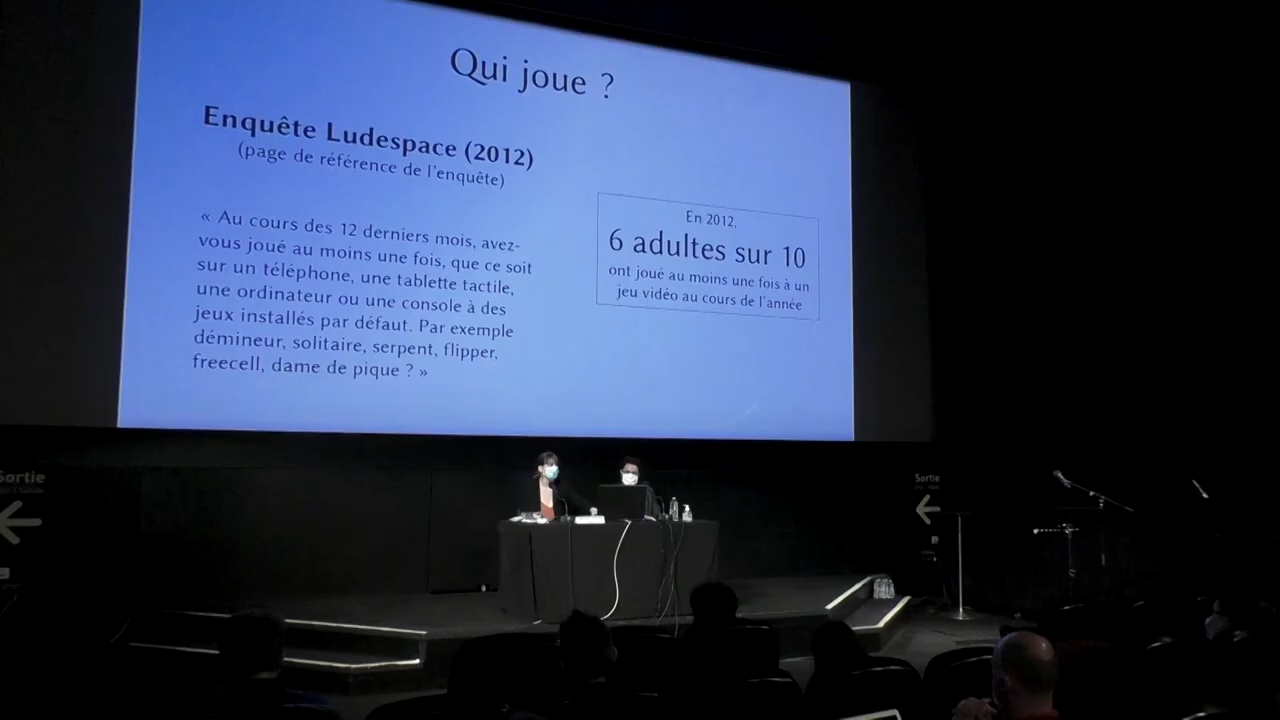 Qui joue ?
Enquête Ludespace (2012)
(page de référence de l'enquête)
« Au cours des 12 derniers mois, avez-
vous joué au moins une fois, que ce soit
sur un téléphone, une tablette tactile,
une ordinateur ou une console à des
jeux installés par défaut. Par exemple
démineur, solitaire, serpent, flipper,
freecell, dame de pique ? »
En 2012,
6 adultes sur 10
ont joué au moins une fois à un
jeu vidéo au cours de l'année
Sortie
Sortie